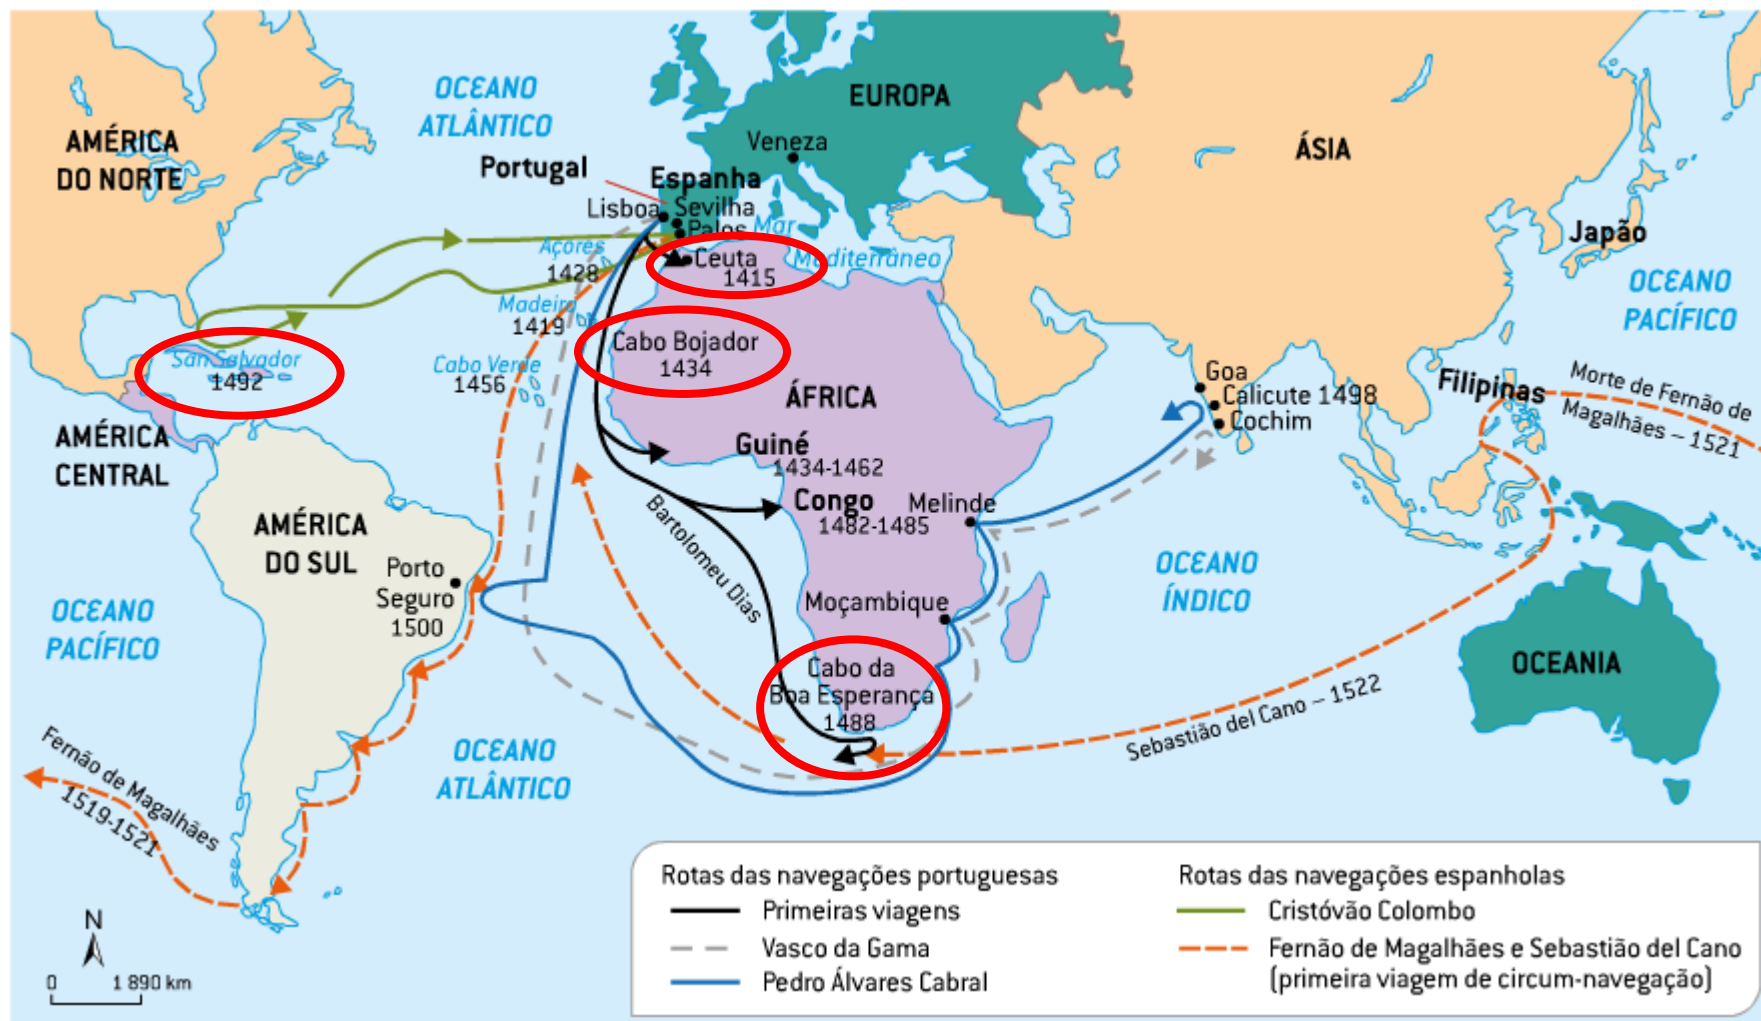 OCEANO
ATLÂNTICO
EUROPA
AMÉRICA
DO NORTE
ÁSIA
Veneza
Portugal
Espanha
Lisboa
Sevilha
Palos
Mar
Mediterrâneo
Açores
1428
Ceuta
1415
Japão
OCEANO
PACÍFICO
Madeira
1419
Cabo Bojador
1434
San Salvador
1492
Cabo Verde
1456
ÁFRICA
Goa
Calicute 1498
Cochim
Filipinas
Morte de Fernão de
Magalhães – 1521
AMÉRICA
CENTRAL
Guiné
1434-1462
Congo
1482-1485
Melinde
Bartolomeu Dias
AMÉRICA
DO SUL
Porto
Seguro
1500
OCEANO
ÍNDICO
Moçambique
OCEANO
PACÍFICO
Cabo da
Boa Esperança
1488
OCEANIA
Sebastião del Cano – 1522
OCEANO
ATLÂNTICO
Fernão de Magalhães
1519-1521
N
0 1 890 km
Rotas das navegações portuguesas
Primeiras viagens
Vasco da Gama
Pedro Álvares Cabral
Rotas das navegações espanholas
Cristóvão Colombo
Fernão de Magalhães e Sebastião del Cano
(primeira viagem de circum-navegação)